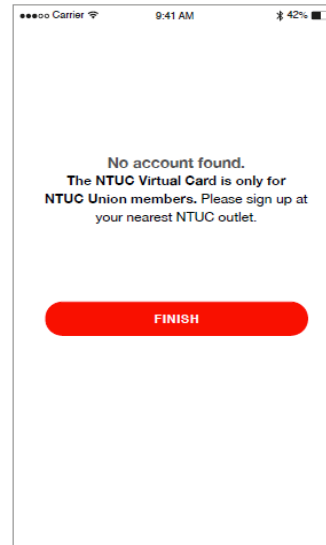 Carrier 9:41 AM 42%
No account found.
The NTUC Virtual Card is only for
NTUC Union members. Please sign up at
your nearest NTUC outlet.
FINISH